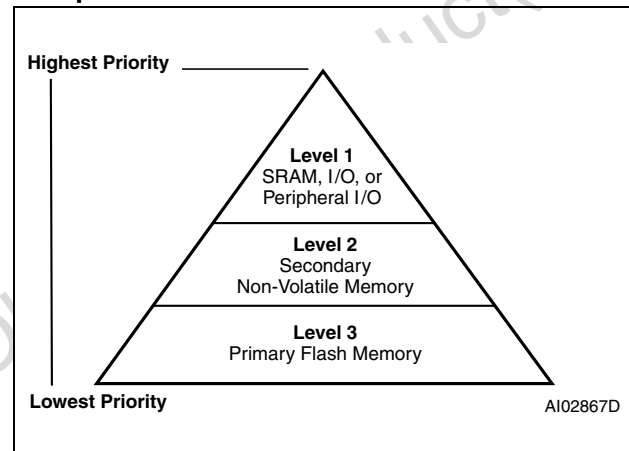 Highest Priority
Level 1
SRAM, I/O, or
Peripheral I/O
Level 2
Secondary
Non-Volatile Memory
Level 3
Primary Flash Memory
Lowest Priority
AI02867D